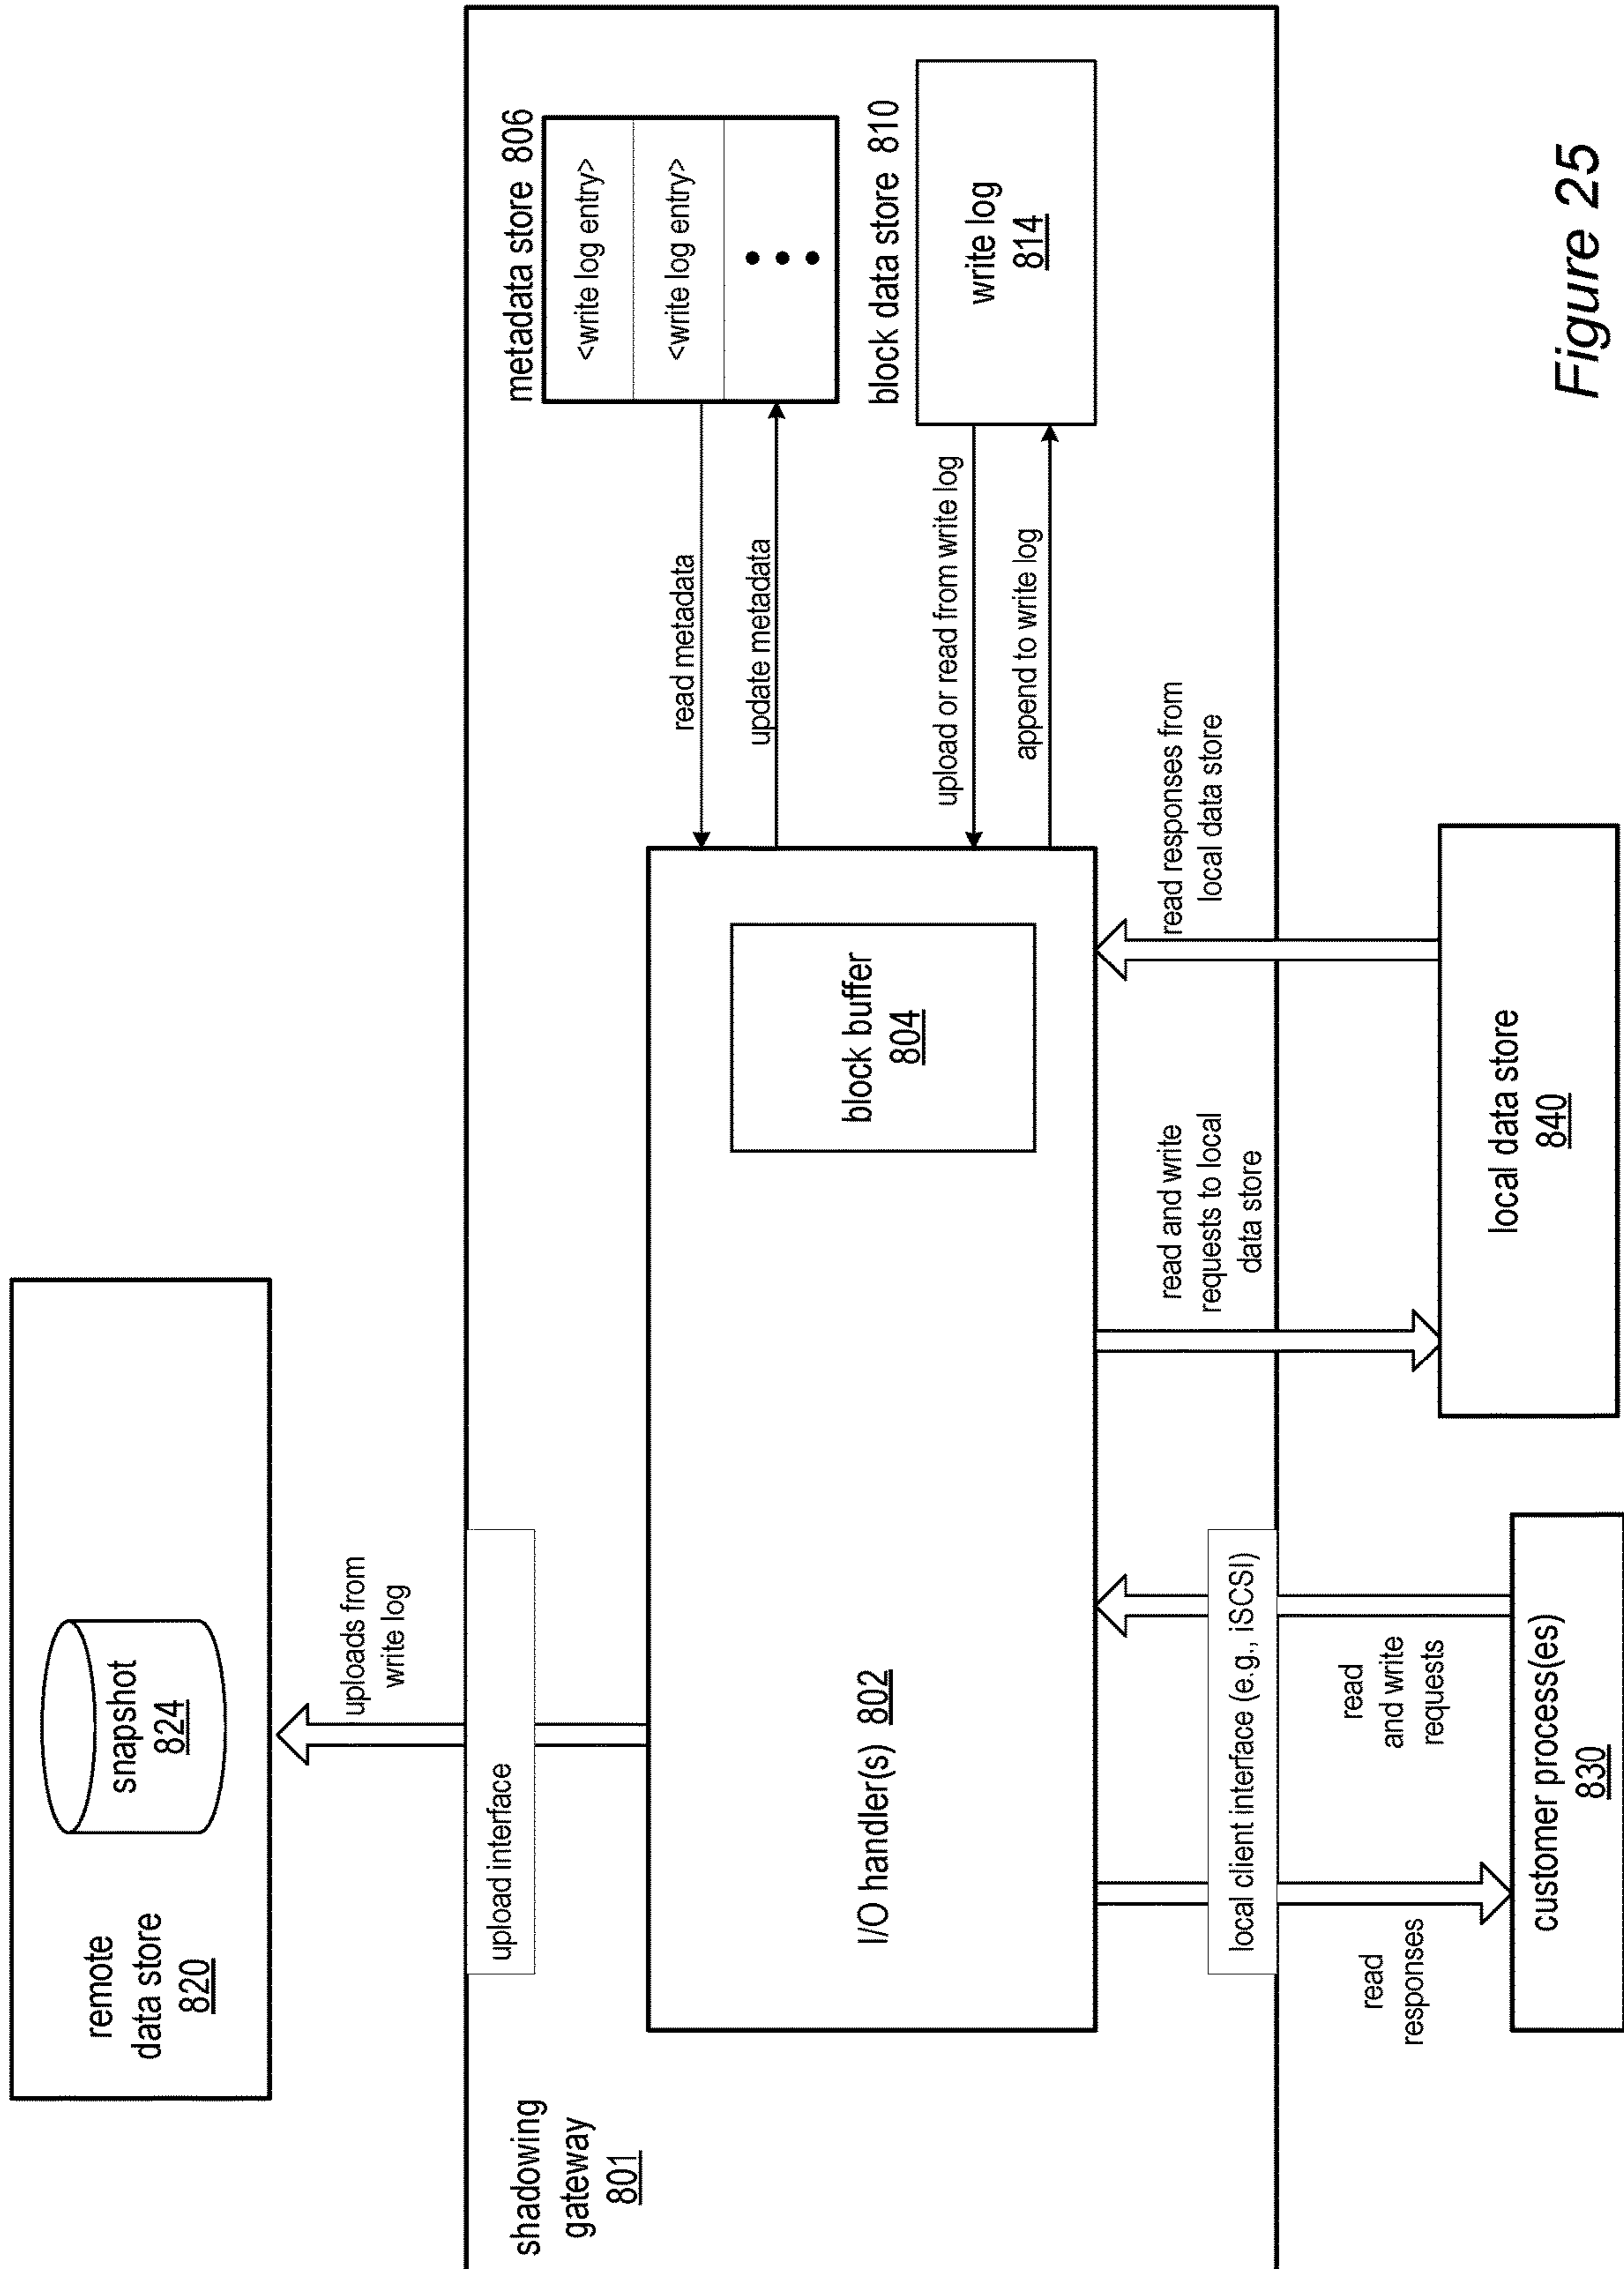 remote
data store
820
snapshot
824
uploads from
write log
shadowing
gateway
801
upload interface
I/O handler(s) 802
block buffer
804
read metadata
update metadata
metadata store 806
<write log entry>
<write log entry>
upload or read from write log
append to write log
block data store 810
write log
814
local client interface (e.g., iSCSI)
read
responses
read
and write
requests
read and write
requests to local
data store
read responses from
local data store
customer process(es)
830
local data store
840
Figure 25